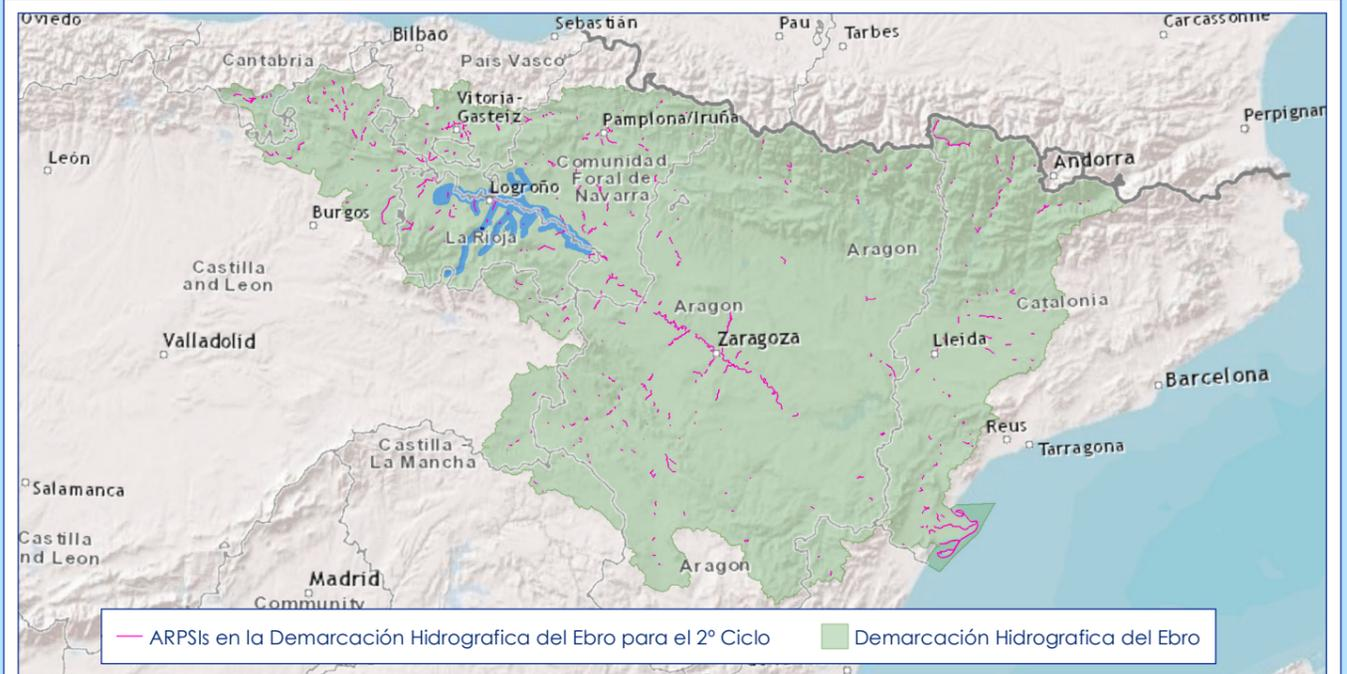 Oviedo
Sebastián
Pau
Carcassonne
Bilbao
Tarbes
Cantabria
País Vasco
Vitoria-
Gasteiz
Pamplona/Iruña
Perpignan
León
Comunidad
Foral de
Navarra
Andorra
Logroño
Burgos
La Rioja
Aragon
Castilla
and Leon
Aragon
Catalonia
Valladolid
Zaragoza
Lleida
Barcelona
Reus
Tarragona
Castilla -
La Mancha
Salamanca
Castilla
nd Leon
Aragon
Madrid
Community
ARPSIs en la Demarcación Hidrografica del Ebro para el 2º Ciclo
Demarcación Hidrografica del Ebro